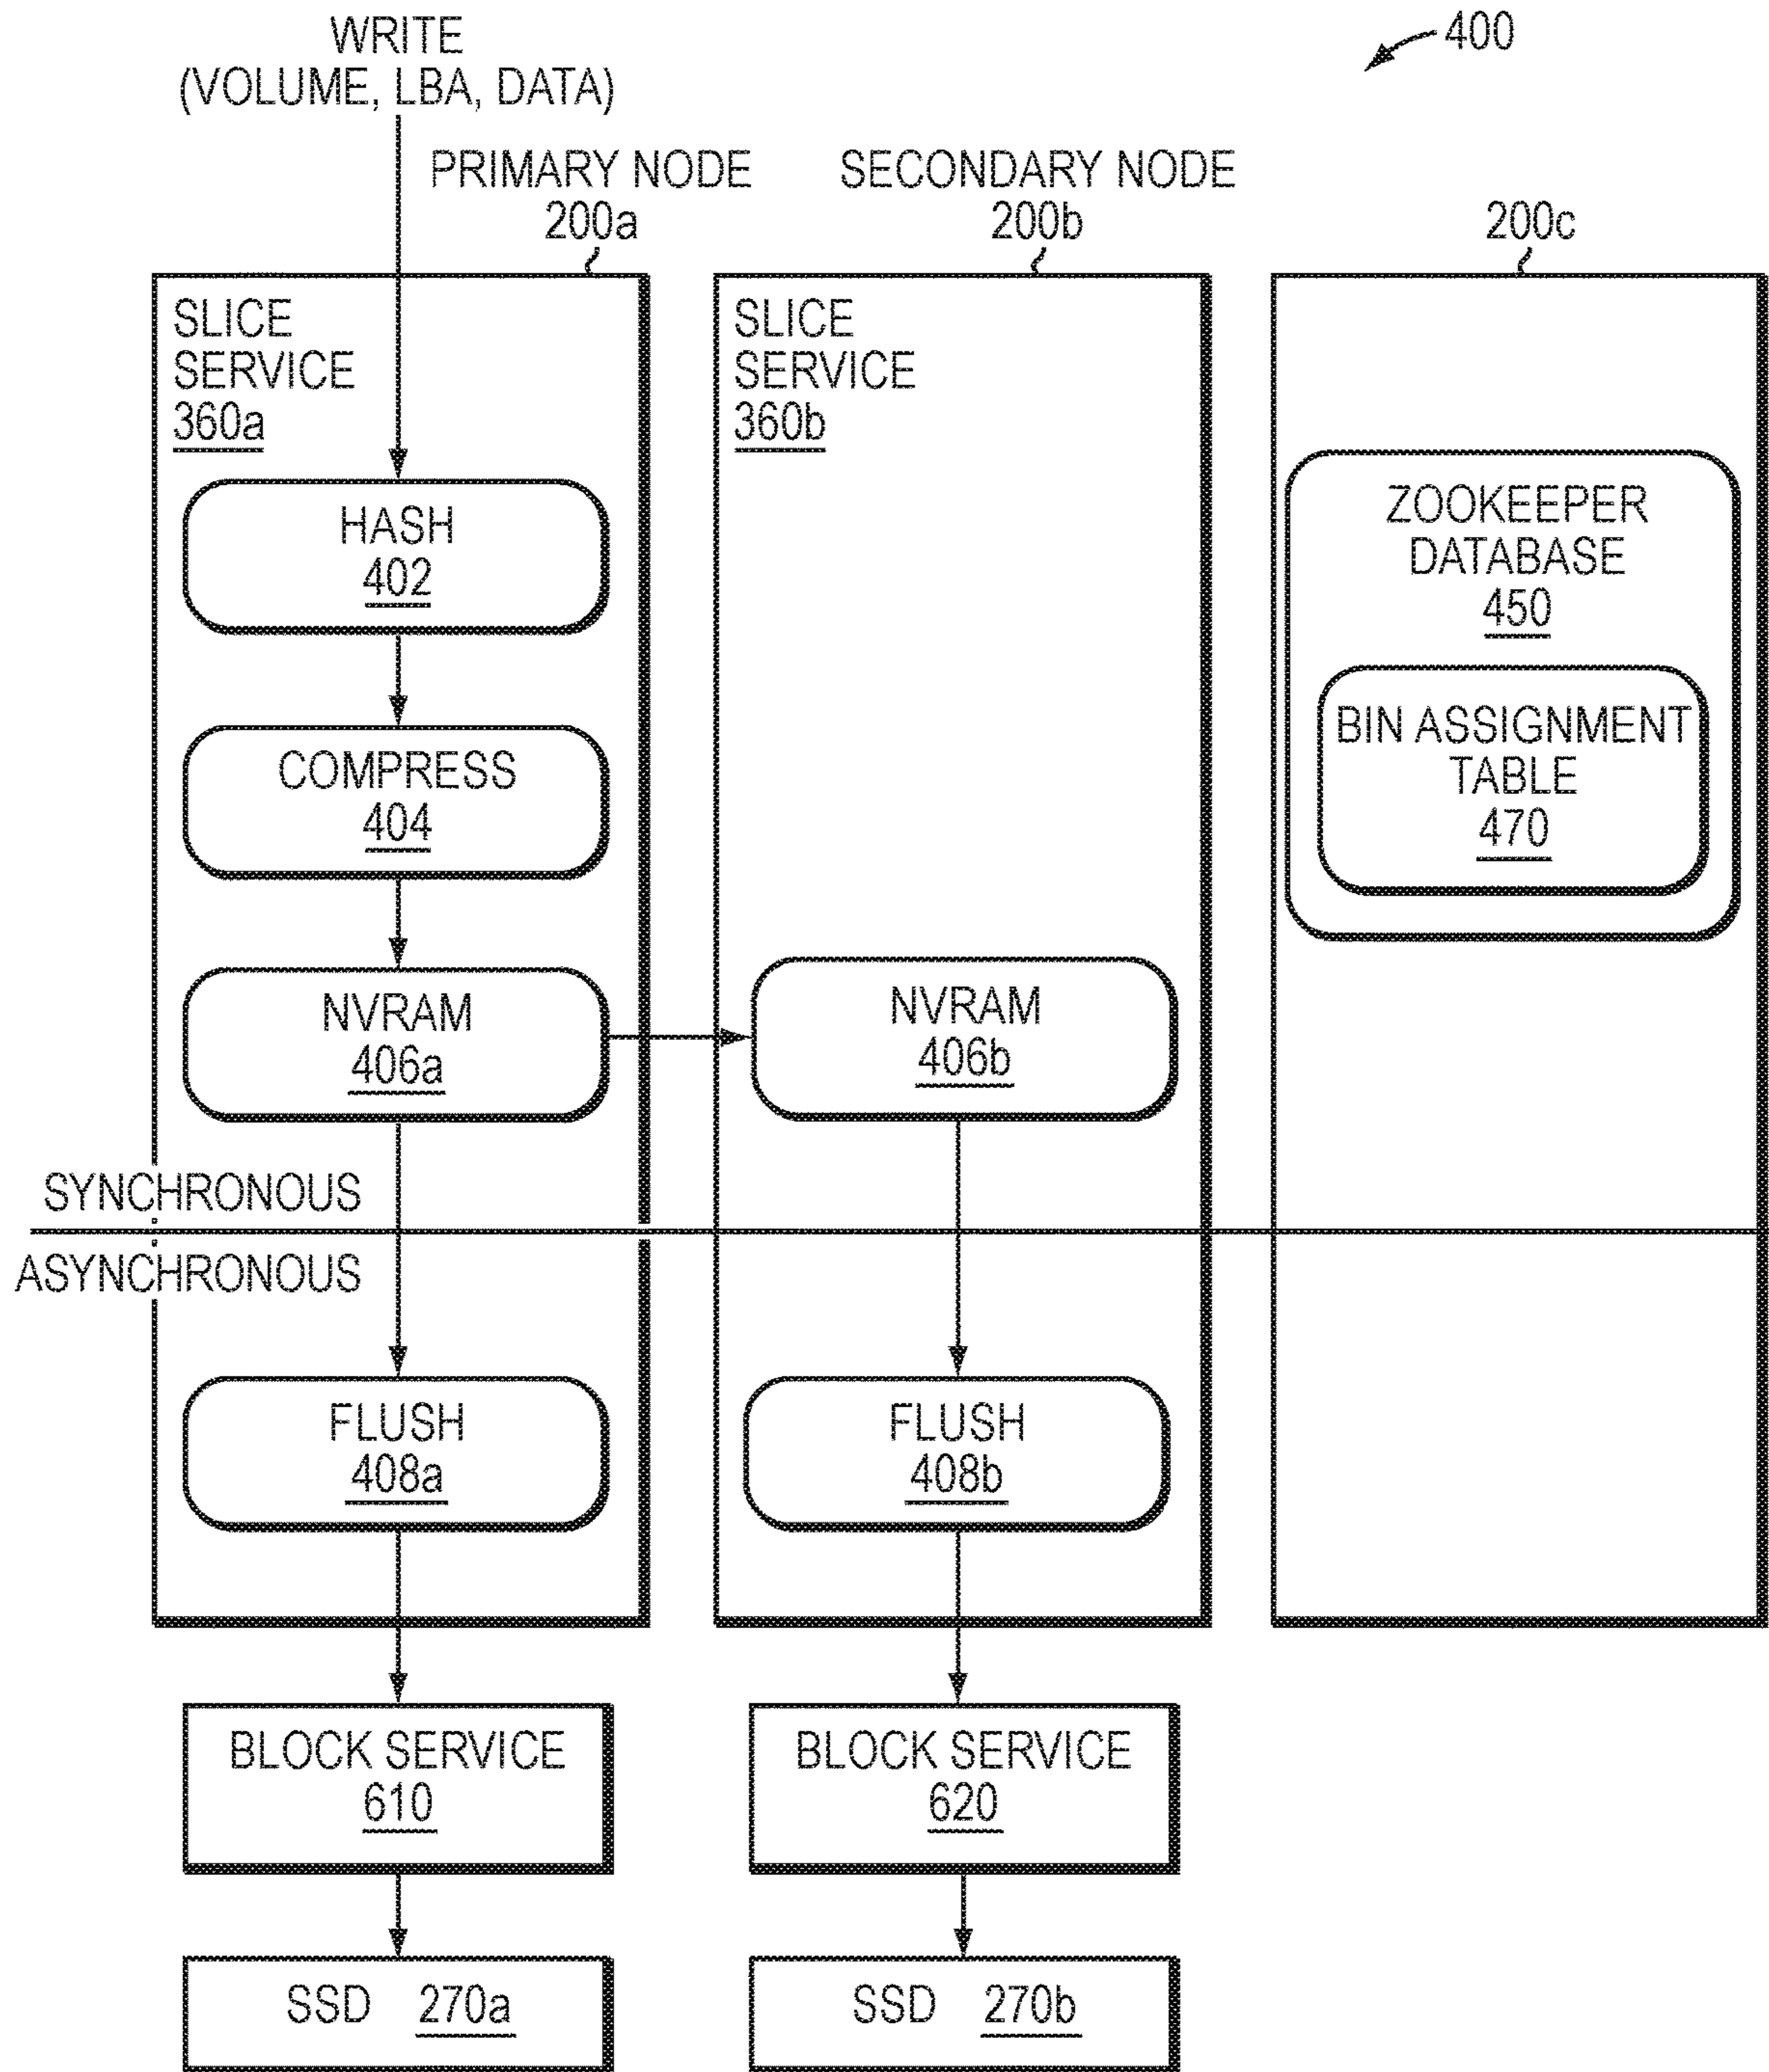 WRITE
(VOLUME, LBA, DATA)
400
PRIMARY NODE
200a
SECONDARY NODE
200b
200c
SLICE
SERVICE
360a
HASH
402
COMPRESS
404
NVRAM
406a
SLICE
SERVICE
360b
NVRAM
406b
ZOOKEEPER
DATABASE
450
BIN ASSIGNMENT
TABLE
470
SYNCHRONOUS
ASYNCHRONOUS
FLUSH
408a
FLUSH
408b
BLOCK SERVICE
610
BLOCK SERVICE
620
SSD 270a
SSD 270b